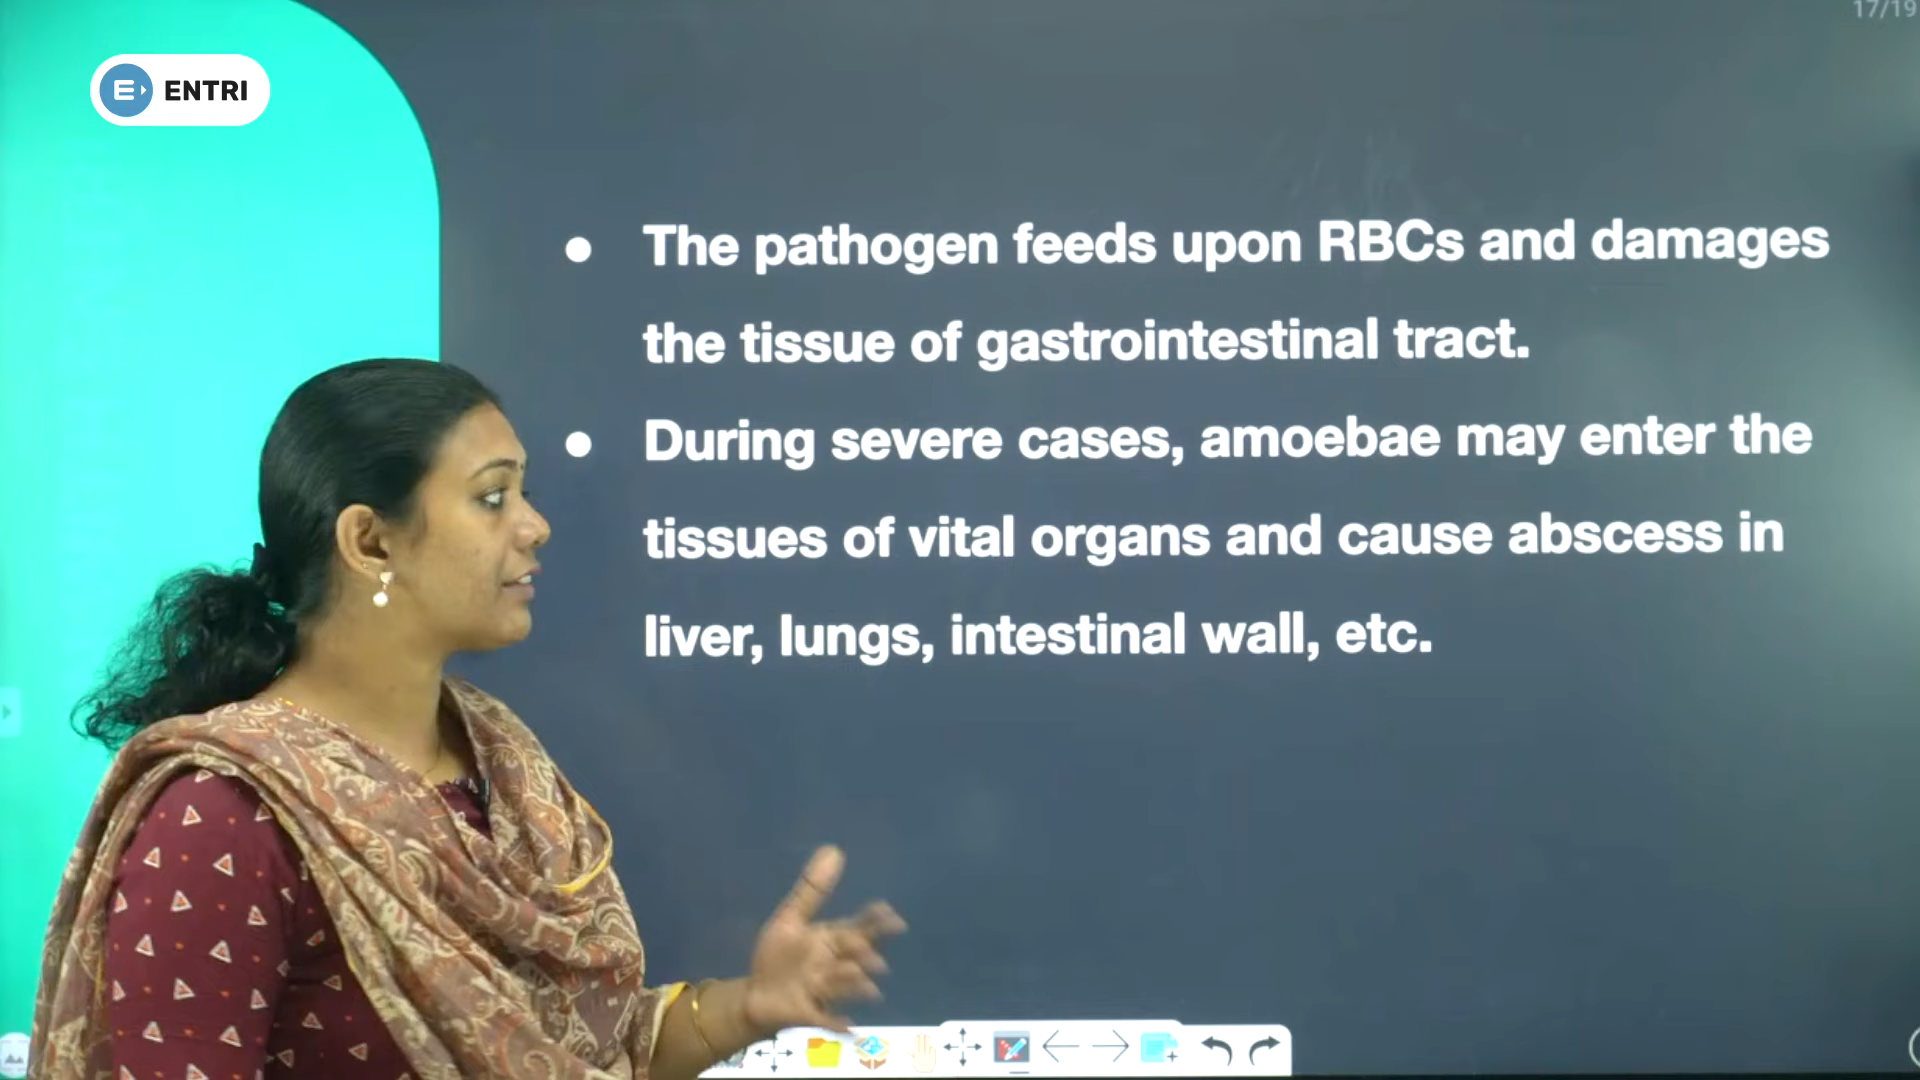 17/19
ENTRI
● The pathogen feeds upon RBCs and damages
the tissue of gastrointestinal tract.
● During severe cases, amoebae may enter the
tissues of vital organs and cause abscess in
liver, lungs, intestinal wall, etc.